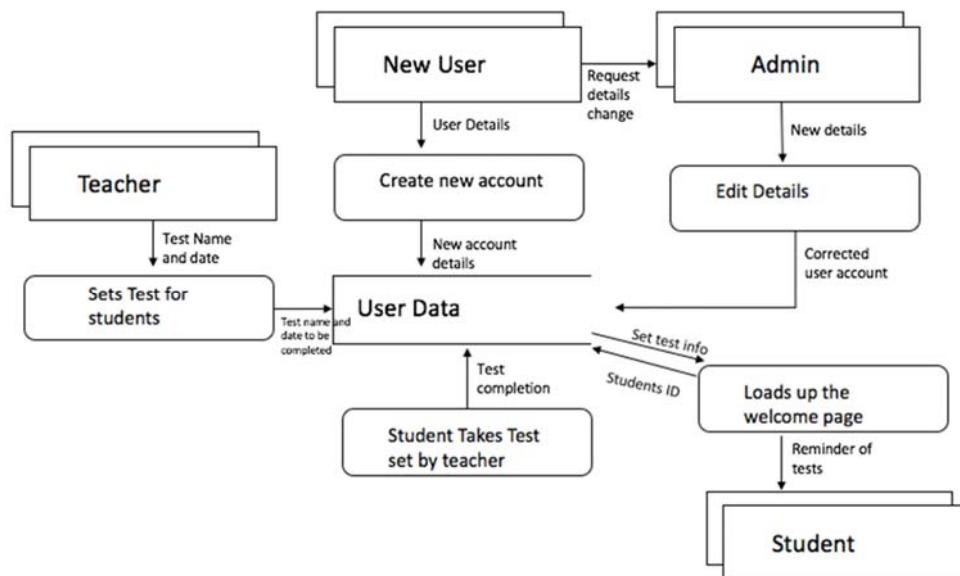 New User
Admin
Request
details
change
User Details
New details
Teacher
Create new account
Edit Details
Test Name
and date
New account
details
Corrected
user account
Sets Test for
students
User Data
Test name and
date to be
completed
Set test info
Students ID
Test
completion
Loads up the
welcome page
Student Takes Test
set by teacher
Reminder of
tests
Student